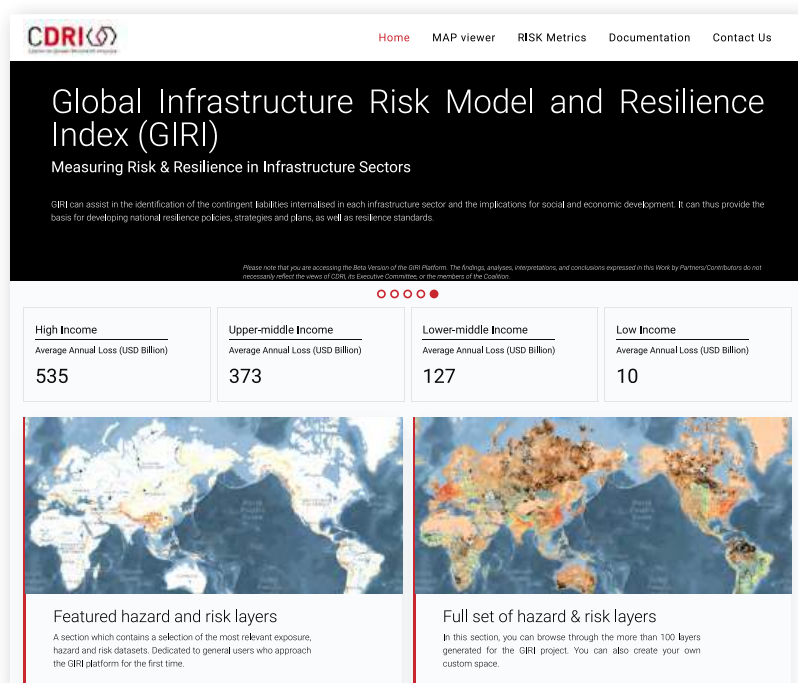 CDRI
Home MAP viewer RISK Metrics Documentation Contact Us
Global Infrastructure Risk Model and Resilience
Index (GIRI)
Measuring Risk & Resilience in Infrastructure Sectors
GIRI can assist in the identification of the contingent liabilities internalised in each infrastructure sector and the implications for social and economic development. It can thus provide the
basis for developing national resilience policies, strategies and plans, as well as resilience standards.
Please note that you are accessing the Beta Version of the GIRI Platform. The findings, analyses, interpretations, and conclusions expressed in this Work by Partners/Contributors do not
necessarily reflect the views of CDRI, its Executive Committee, or the members of the Coalition.
High Income Upper-middle Income Lower-middle Income Low Income
Average Annual Loss (USD Billion) Average Annual Loss (USD Billion) Average Annual Loss (USD Billion) Average Annual Loss (USD Billion)
535 373 127 10
Featured hazard and risk layers
A section which contains a selection of the most relevant exposure,
hazard and risk datasets. Dedicated to general users who approach
the GIRI platform for the first time.
Full set of hazard & risk layers
In this section, you can browse through the more than 100 layers
generated for the GIRI project. You can also create your own
custom space.